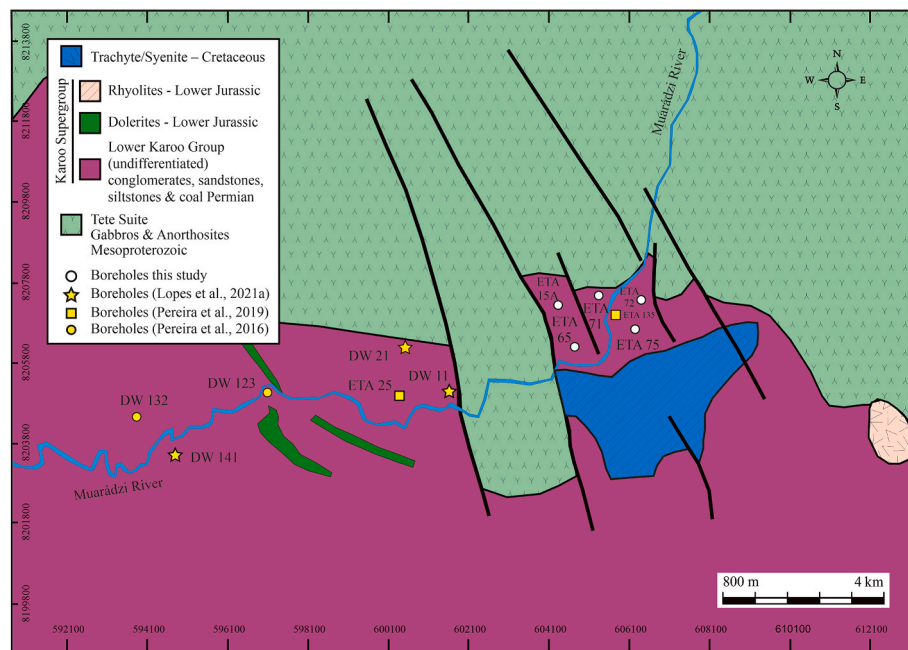 Trachyte/Syenite – Cretaceous
Karoo Supergroup
Rhyolites - Lower Jurassic
Dolerites - Lower Jurassic
Lower Karoo Group
(undifferentiated)
conglomerates, sandstones,
siltstones & coal Permian
Tete Suite
Gabbros & Anorthosites
Mesoproterozoic
Boreholes this study
Boreholes (Lopes et al., 2021a)
Boreholes (Pereira et al., 2019)
Boreholes (Pereira et al., 2016)
N
W E
S
Muarádzi River
ETA
15A
ETA
71
ETA
72
ETA 135
ETA
65
ETA 75
DW 21
DW 11
ETA 25
DW 123
DW 132
DW 141
Muarádzi River
800 m 4 km
8213800
8211800
8209800
8207800
8205800
8203800
8201800
8199800
592100 594100 596100 598100 600100 602100 604100 606100 608100 610100 612100